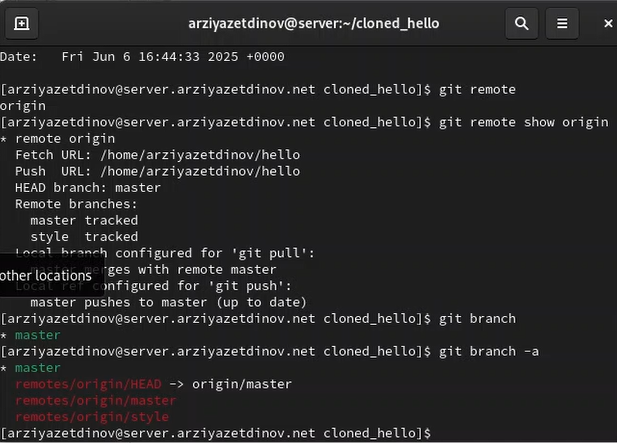 arziyazetdinov@server:~/cloned_hello
Date:   Fri Jun 6 16:44:33 2025 +0000
[arziyazetdinov@server.arziyazetdinov.net cloned_hello]$ git remote
origin
[arziyazetdinov@server.arziyazetdinov.net cloned_hello]$ git remote show origin
* remote origin
  Fetch URL: /home/arziyazetdinov/hello
  Push  URL: /home/arziyazetdinov/hello
  HEAD branch: master
  Remote branches:
    master tracked
    style  tracked
  Local branch configured for 'git pull':
other locations
merges with remote master
  Local ref configured for 'git push':
    master pushes to master (up to date)
[arziyazetdinov@server.arziyazetdinov.net cloned_hello]$ git branch
* master
[arziyazetdinov@server.arziyazetdinov.net cloned_hello]$ git branch -a
* master
  remotes/origin/HEAD -> origin/master
  remotes/origin/master
  remotes/origin/style
[arziyazetdinov@server.arziyazetdinov.net cloned_hello]$